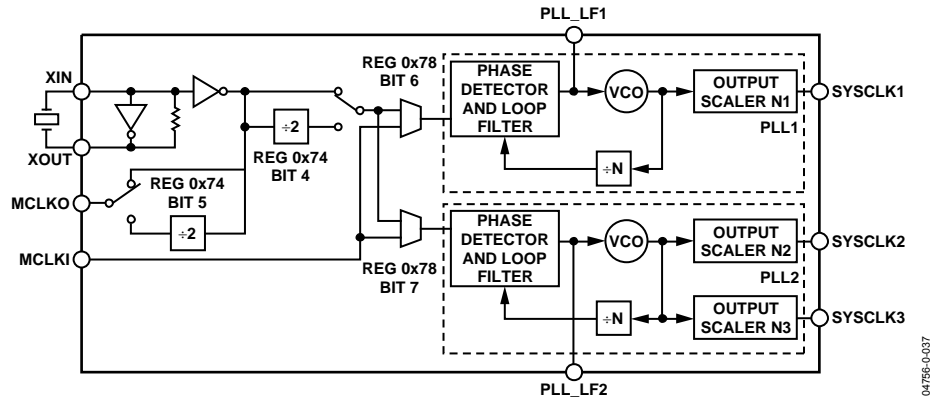 PLL_LF1
REG 0x78
BIT 6
XIN
XOUT
÷2
REG 0x74
BIT 4
MCLKO
REG 0x74
BIT 5
÷2
MCLKI
REG 0x78
BIT 7
PHASE
DETECTOR
AND LOOP
FILTER
VCO
OUTPUT
SCALER N1
SYSCLK1
PLL1
÷N
PHASE
DETECTOR
AND LOOP
FILTER
VCO
OUTPUT
SCALER N2
SYSCLK2
PLL2
÷N
OUTPUT
SCALER N3
SYSCLK3
PLL_LF2
04756-0-037